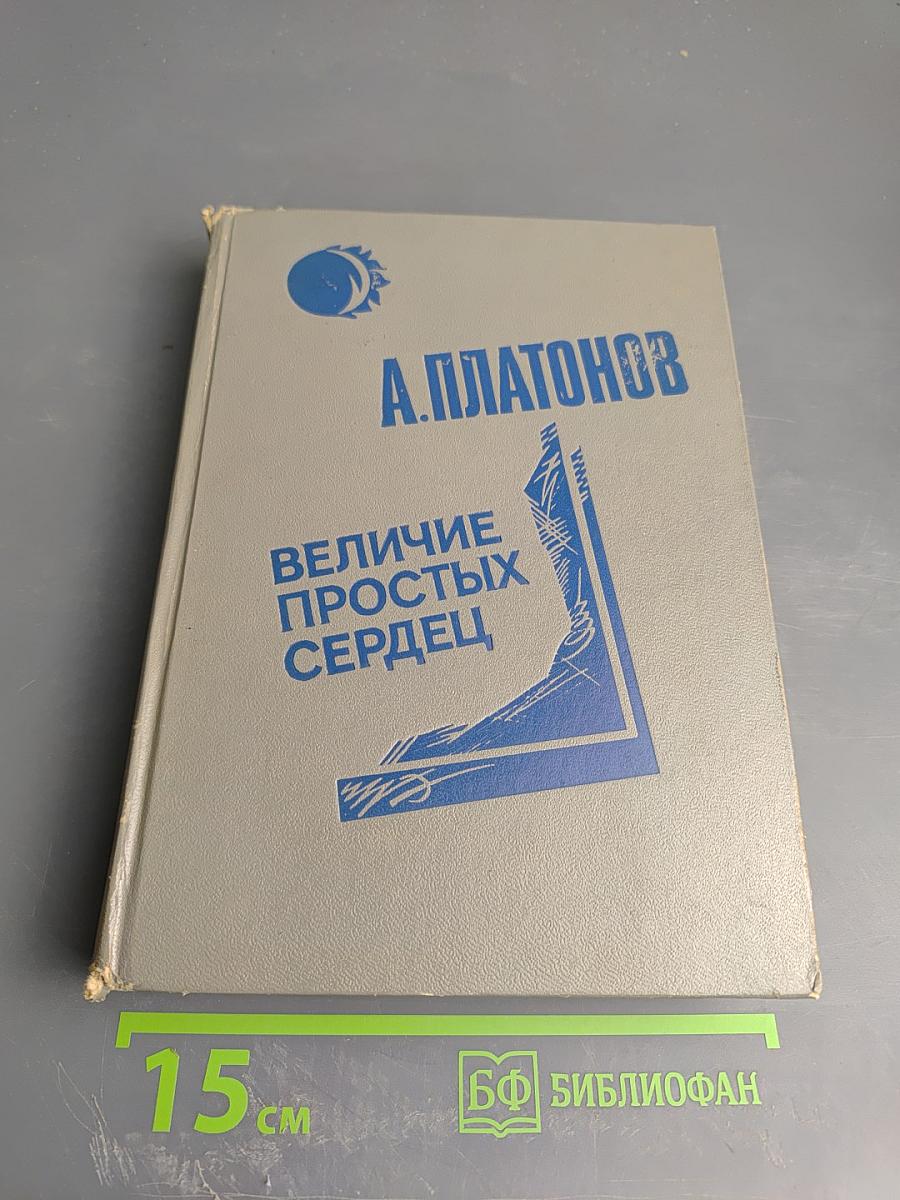 А.ПЛАТОНОВ
ВЕЛИЧИЕ
ПРОСТЫХ
СЕРДЕЦ
15 см
БФ БИБЛИОФАН